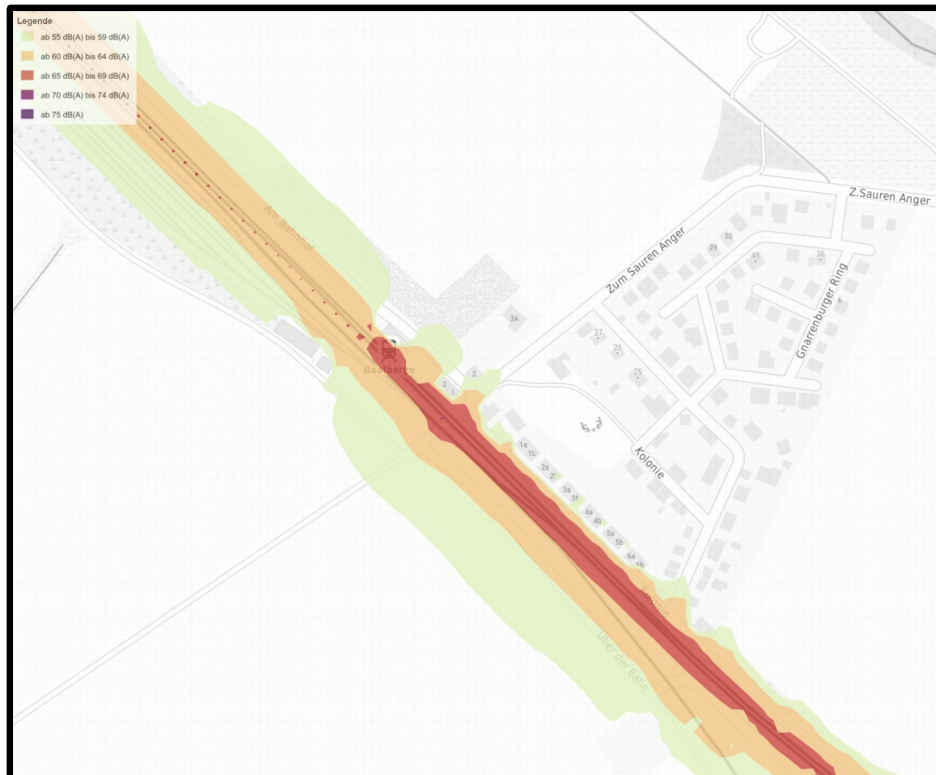 Legende
ab 55 dB(A) bis 59 dB(A)
ab 60 dB(A) bis 64 dB(A)
ab 65 dB(A) bis 69 dB(A)
ab 70 dB(A) bis 74 dB(A)
ab 75 dB(A)
Z.Sauren Anger
Am Bahnhof
Zum Sauren Anger
30
29
48
36
Gnarrenburger Ring
3A
27
26
25
Baalberge
3
2
1
1a
1b
2a
3a
4a
4b
5a
5b
6a
Kolonie
Kolonie
Über der Bahn